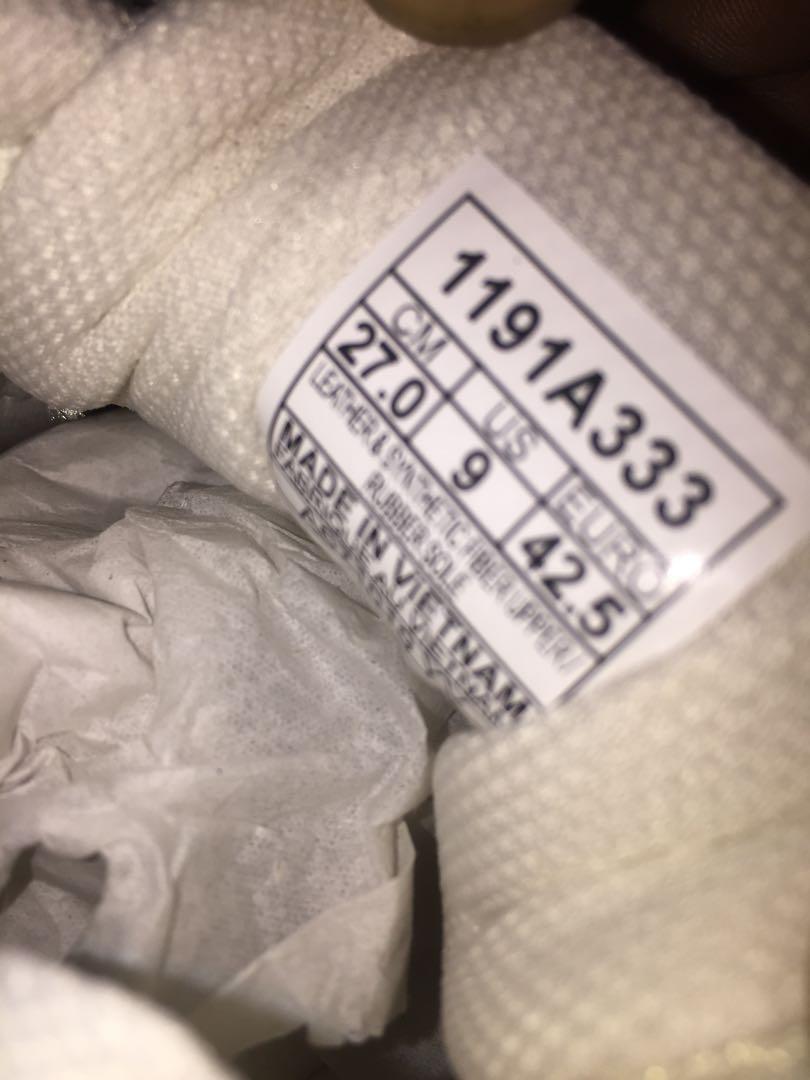 1191A333
CM US EURO
27.0 9 42.5
LEATHER & SYNTHETIC FIBER UPPER /
RUBBER SOLE
MADE IN VIETNAM